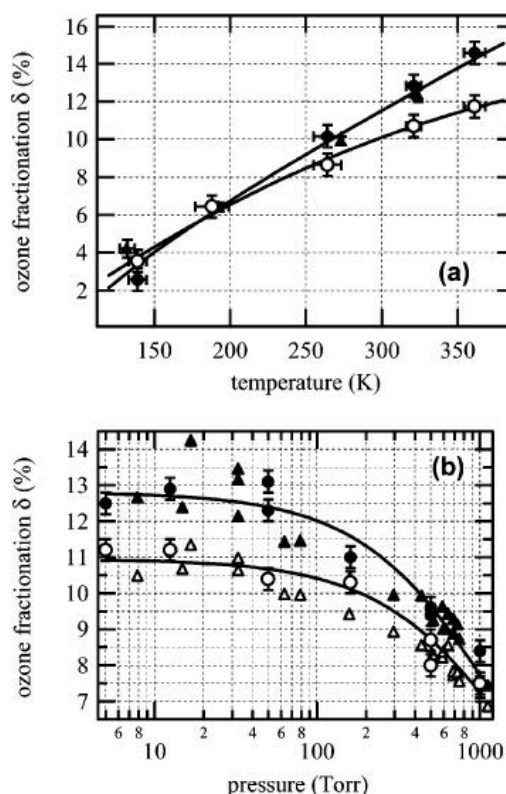 ozone fractionation δ (%)
16
14
12
10
8
6
4
2
(a)
150
200
250
300
350
temperature (K)
ozone fractionation δ (%)
14
13
12
11
10
9
8
7
(b)
6 8 2 4 6 8 2 4 6 8
10 100 1000
pressure (Torr)